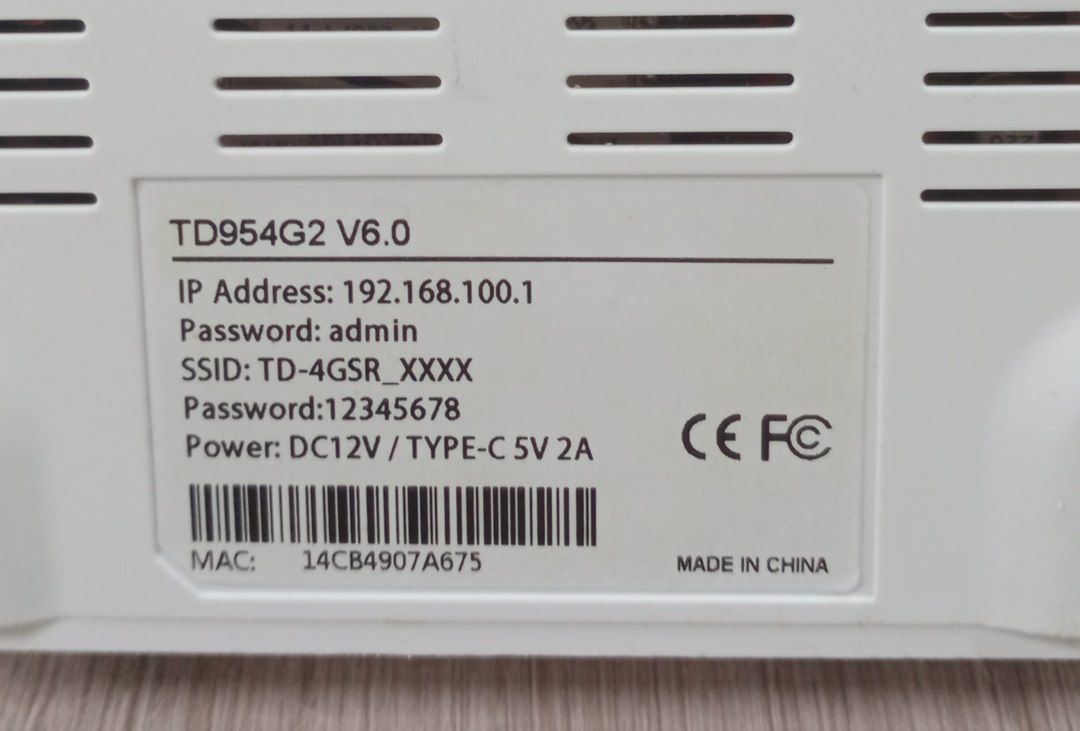 TD954G2 V6.0
IP Address: 192.168.100.1
Password: admin
SSID: TD-4GSR_XXXX
Password:12345678
Power: DC12V / TYPE-C 5V 2A
CE FC
MAC: 14CB4907A675
MADE IN CHINA